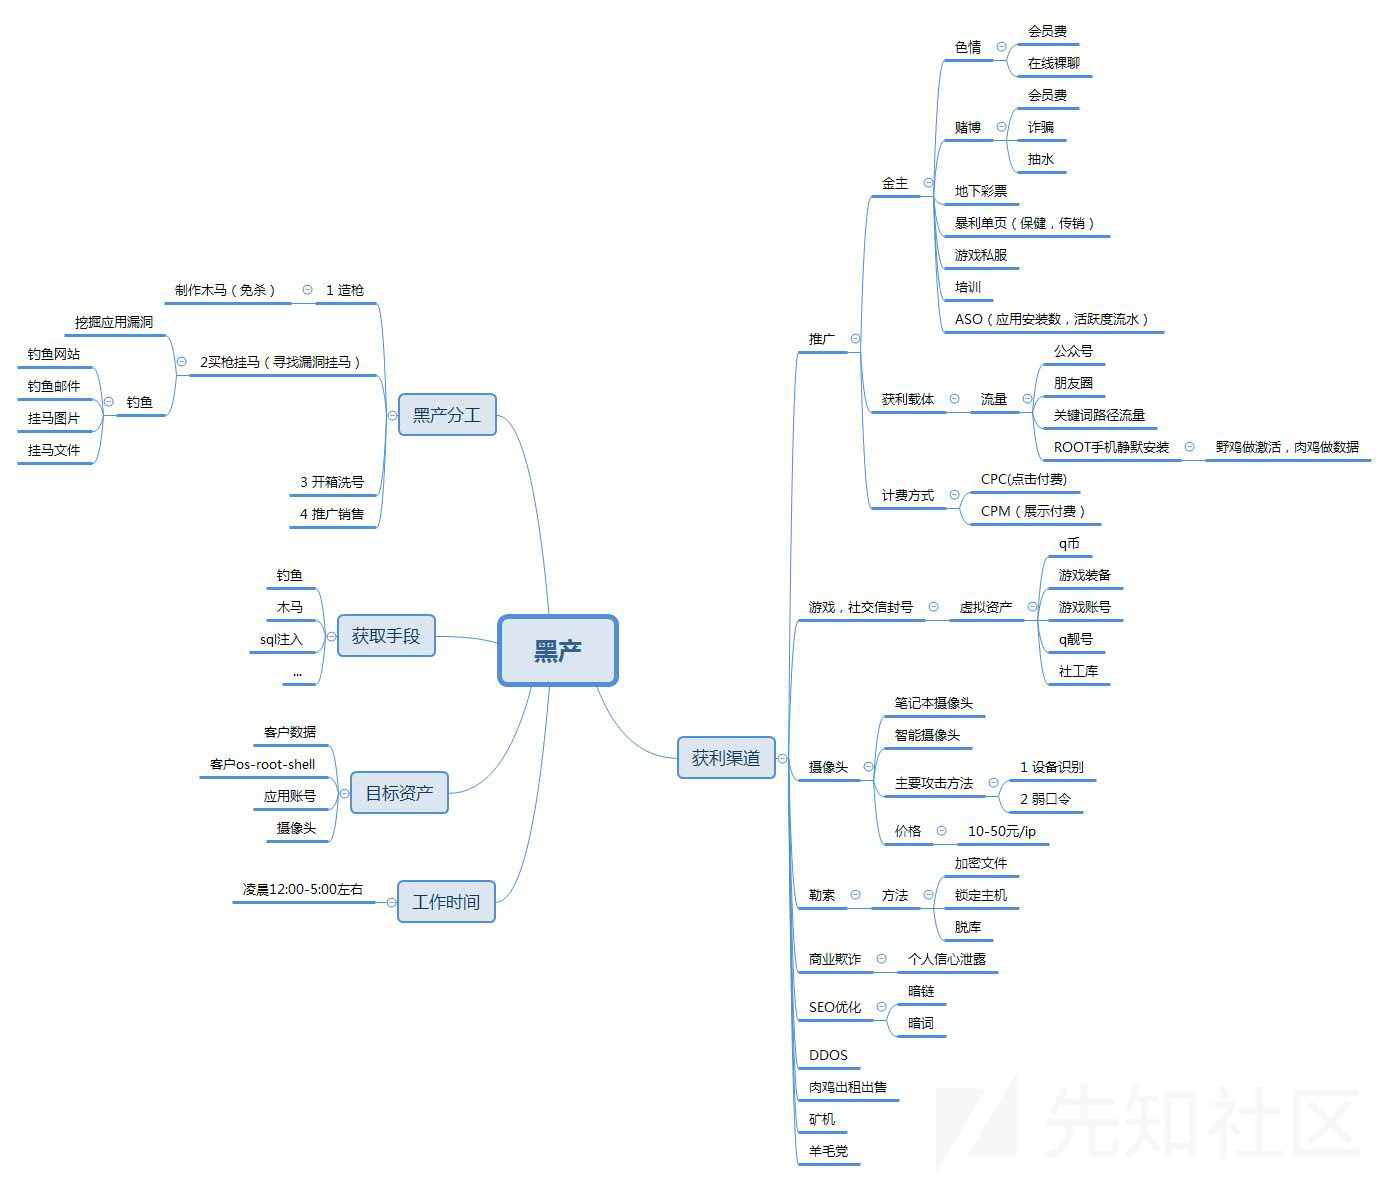 黑产
黑产分工
1 造枪
制作木马（免杀）
2买枪挂马（寻找漏洞挂马）
挖掘应用漏洞
钓鱼
钓鱼网站
钓鱼邮件
挂马图片
挂马文件
3 开箱洗号
4 推广销售
获取手段
钓鱼
木马
sql注入
...
目标资产
客户数据
客户os-root-shell
应用账号
摄像头
工作时间
凌晨12:00-5:00左右
获利渠道
推广
金主
色情
会员费
在线裸聊
赌博
会员费
诈骗
抽水
地下彩票
暴利单页（保健，传销）
游戏私服
培训
ASO（应用安装数，活跃度流水）
获利载体
流量
公众号
朋友圈
关键词路径流量
ROOT手机静默安装
野鸡做激活，肉鸡做数据
计费方式
CPC(点击付费)
CPM（展示付费）
游戏，社交信封号
虚拟资产
q币
游戏装备
游戏账号
q靓号
社工库
摄像头
笔记本摄像头
智能摄像头
主要攻击方法
1 设备识别
2 弱口令
价格
10-50元/ip
勒索
方法
加密文件
锁定主机
脱库
商业欺诈
个人信心泄露
SEO优化
暗链
暗词
DDOS
肉鸡出租出售
矿机
羊毛党
先知社区